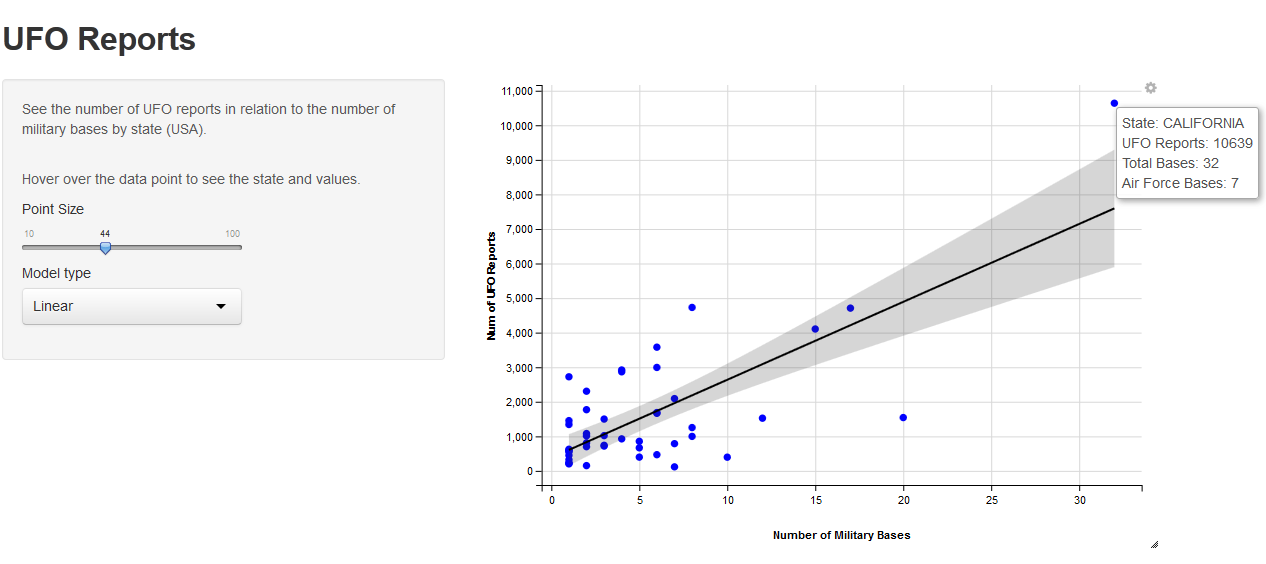 UFO Reports
See the number of UFO reports in relation to the number of
military bases by state (USA).
Hover over the data point to see the state and values.
Point Size
10 44 100
Model type
Linear
Num of UFO Reports
11,000
10,000
9,000
8,000
7,000
6,000
5,000
4,000
3,000
2,000
1,000
0
0 5 10 15 20 25 30
Number of Military Bases
State: CALIFORNIA
UFO Reports: 10639
Total Bases: 32
Air Force Bases: 7